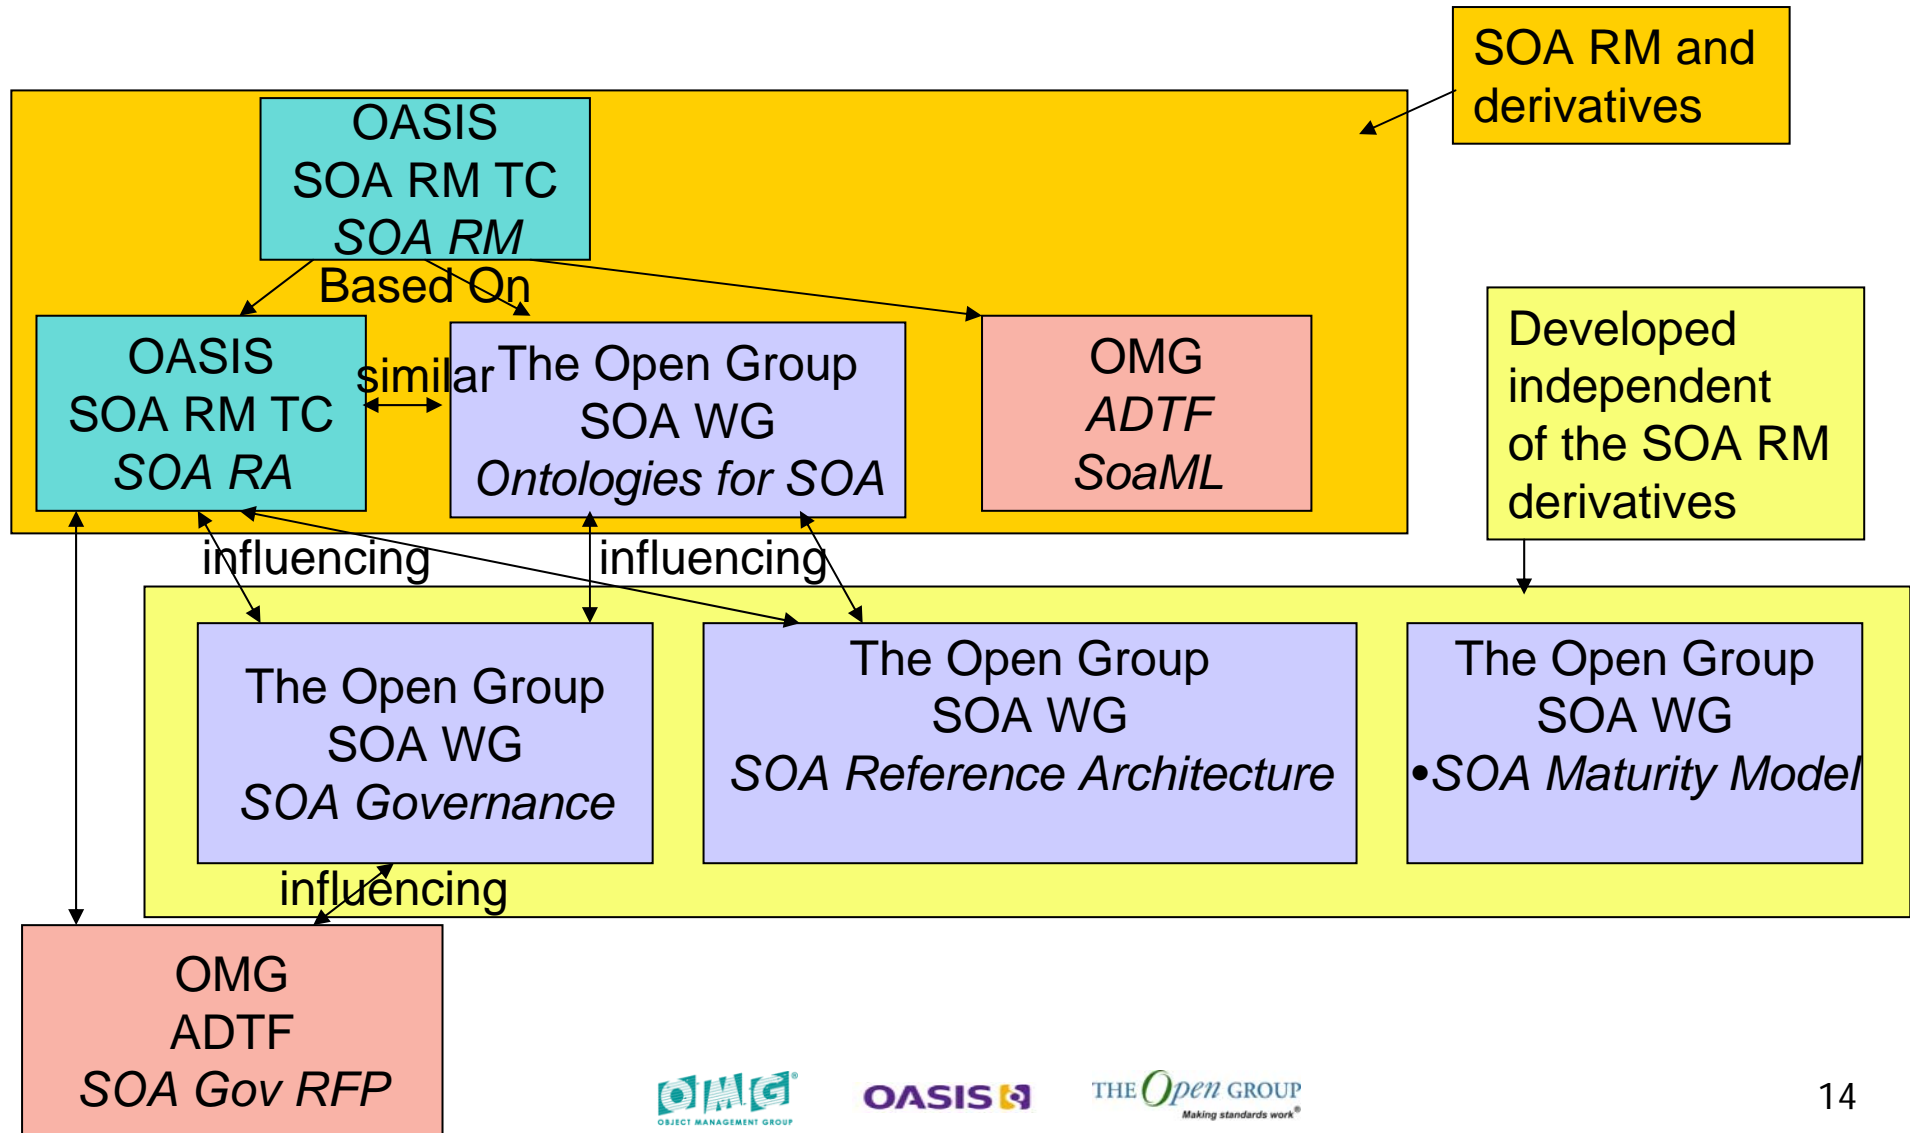 SOA RM and
derivatives
OASIS
SOA RM TC
SOA RM
Based On
OASIS
SOA RM TC
SOA RA
similar
The Open Group
SOA WG
Ontologies for SOA
OMG
ADTF
SoaML
Developed
independent
of the SOA RM
derivatives
influencing
influencing
The Open Group
SOA WG
SOA Governance
The Open Group
SOA WG
SOA Reference Architecture
The Open Group
SOA WG
•SOA Maturity Model
influencing
OMG
ADTF
SOA Gov RFP
OMG®
OBJECT MANAGEMENT GROUP
OASIS
THE Open GROUP
Making standards work®
14